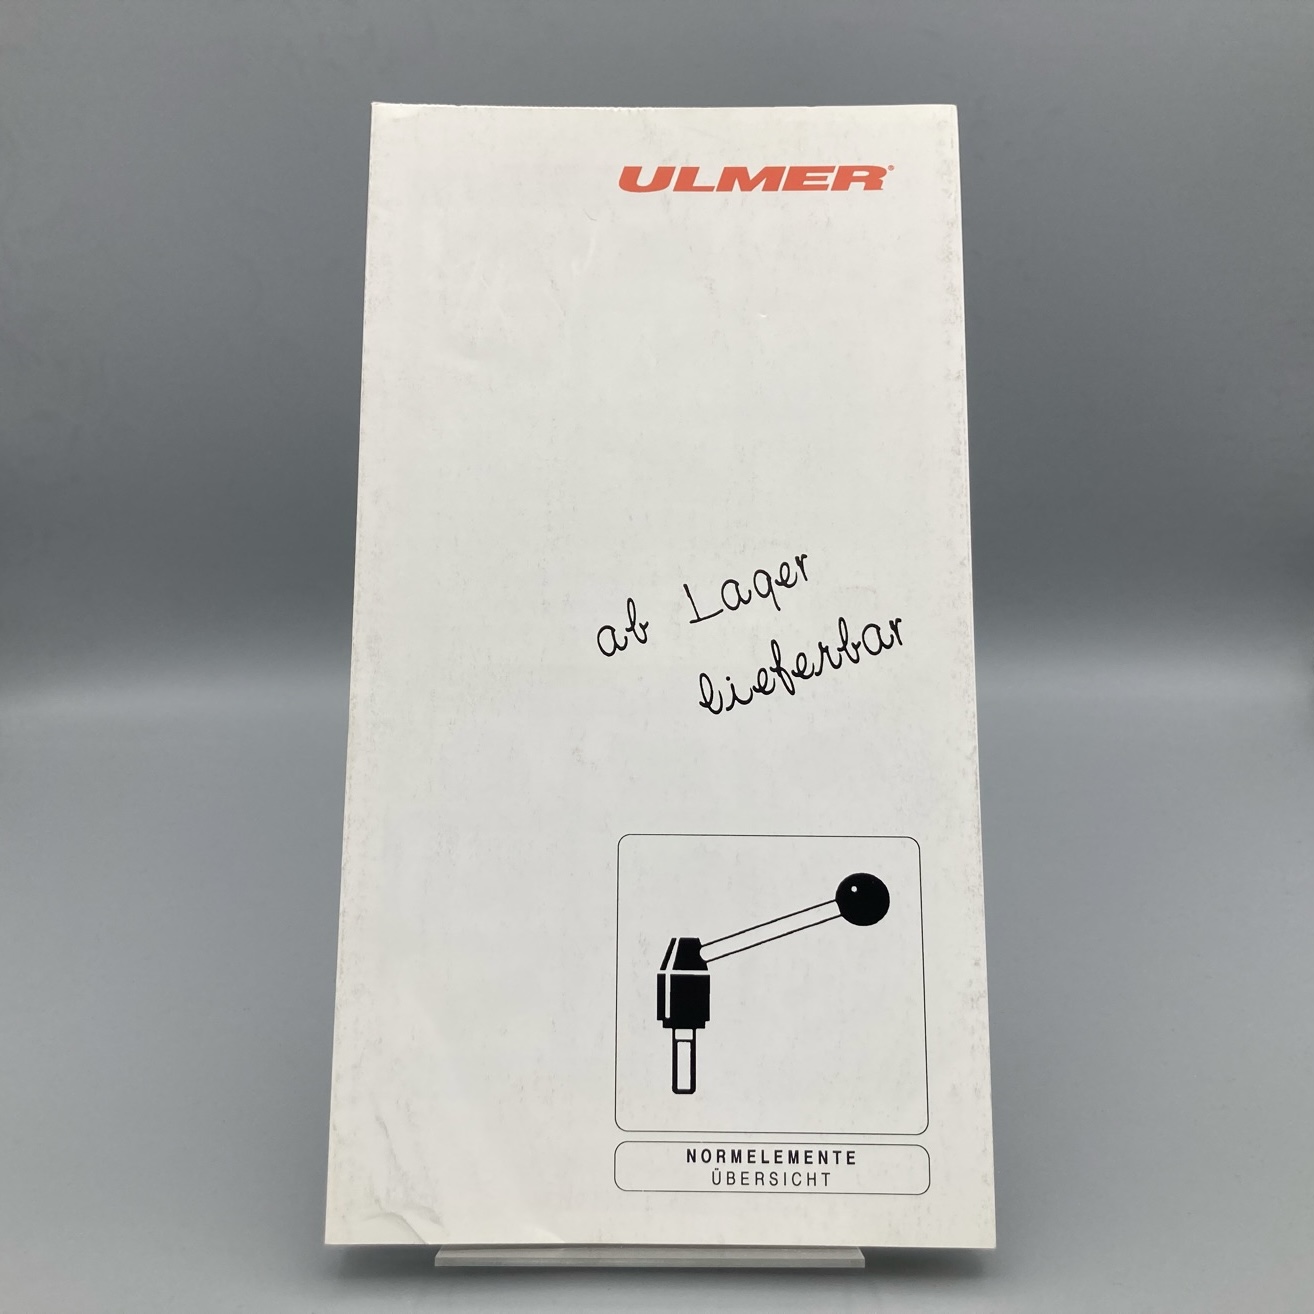 ULMER®
ab Lager
lieferbar
NORMELEMENTE
ÜBERSICHT